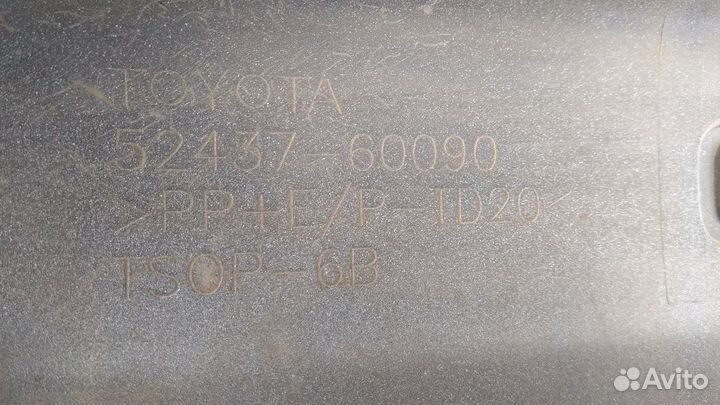 TOYOTA
52437-60090
>PP+E/P-TD20<
TSOP-6B
Avito